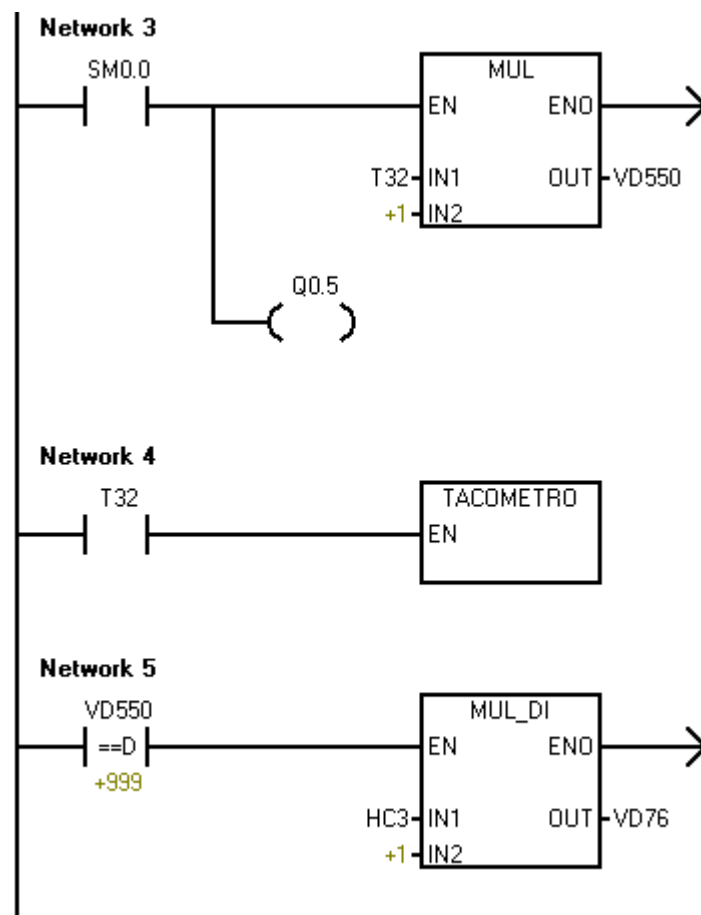 Network 3
SM0.0
MUL
EN ENO
T32 IN1 OUT VD550
+1 IN2
Q0.5
Network 4
T32
TACOMETRO
EN
Network 5
VD550
MUL_DI
==D
EN ENO
+999
HC3 IN1 OUT VD76
+1 IN2